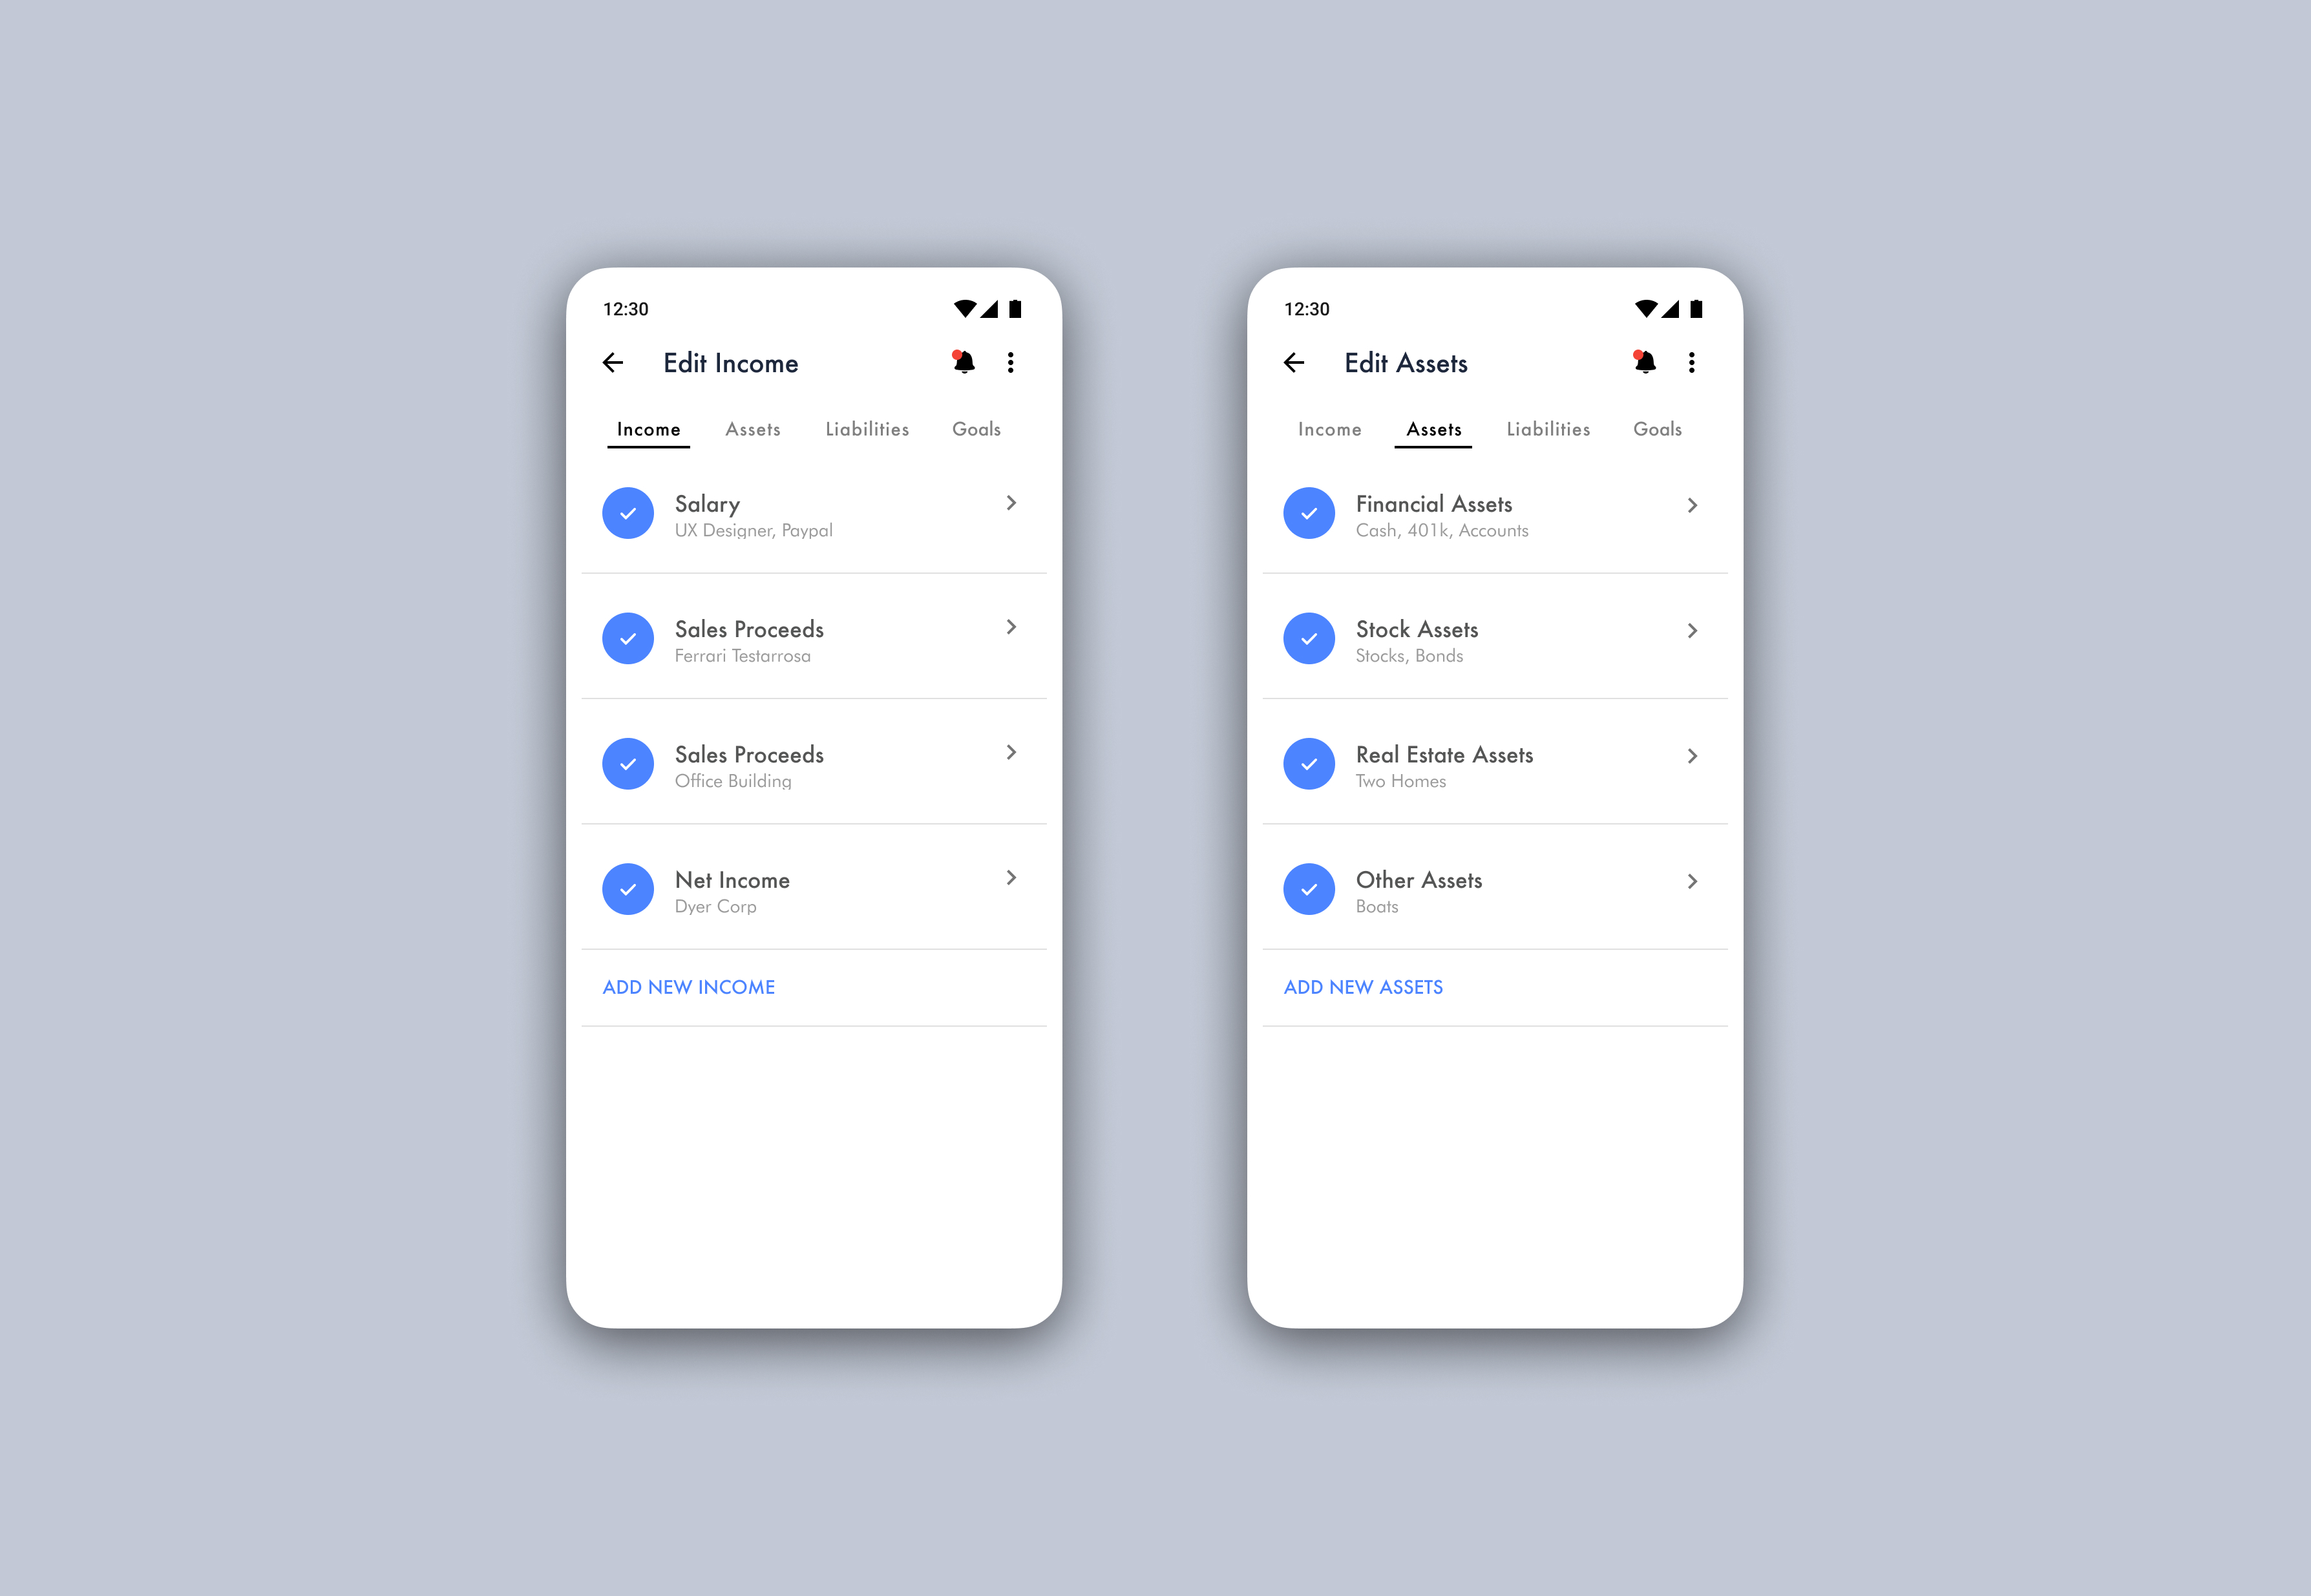 12:30
Edit Income
Income Assets Liabilities Goals
Salary
UX Designer, Paypal
Sales Proceeds
Ferrari Testarrosa
Sales Proceeds
Office Building
Net Income
Dyer Corp
ADD NEW INCOME
12:30
Edit Assets
Income Assets Liabilities Goals
Financial Assets
Cash, 401k, Accounts
Stock Assets
Stocks, Bonds
Real Estate Assets
Two Homes
Other Assets
Boats
ADD NEW ASSETS